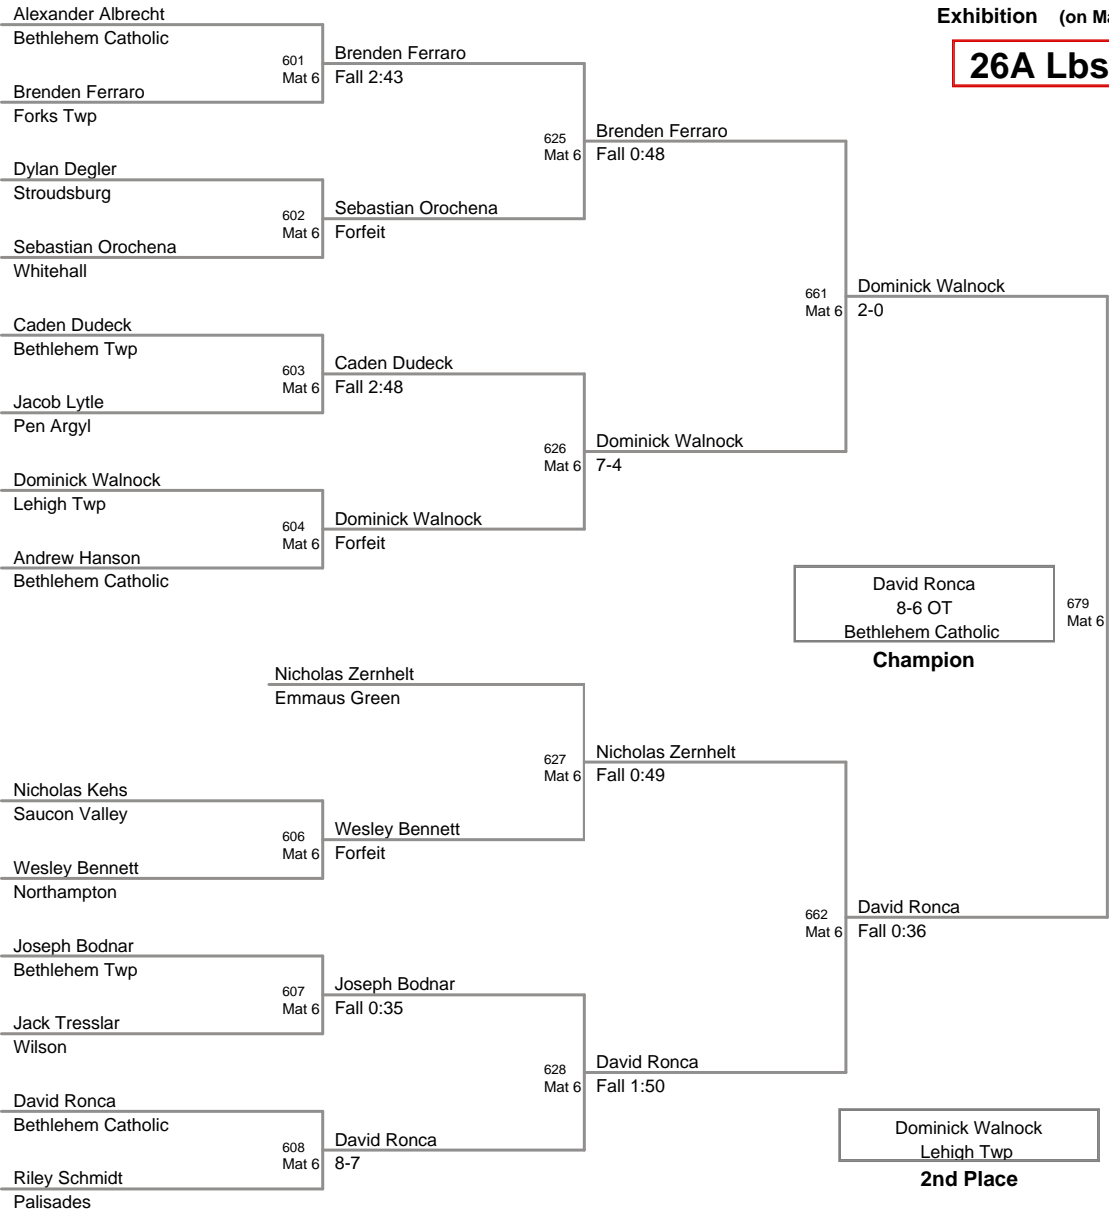 Exhibition (on Ma
26A Lbs
Alexander Albrecht
Bethlehem Catholic
601
Mat 6
Brenden Ferraro
Fall 2:43
Brenden Ferraro
Forks Twp
625
Mat 6
Brenden Ferraro
Fall 0:48
Dylan Degler
Stroudsburg
602
Mat 6
Sebastian Orochena
Forfeit
Sebastian Orochena
Whitehall
661
Mat 6
Dominick Walnock
2-0
Caden Dudeck
Bethlehem Twp
603
Mat 6
Caden Dudeck
Fall 2:48
Jacob Lytle
Pen Argyl
626
Mat 6
Dominick Walnock
7-4
Dominick Walnock
Lehigh Twp
604
Mat 6
Dominick Walnock
Forfeit
Andrew Hanson
Bethlehem Catholic
David Ronca
8-6 OT
Bethlehem Catholic
Champion
679
Mat 6
Nicholas Zernhelt
Emmaus Green
627
Mat 6
Nicholas Zernhelt
Fall 0:49
Nicholas Kehs
Saucon Valley
606
Mat 6
Wesley Bennett
Forfeit
Wesley Bennett
Northampton
662
Mat 6
David Ronca
Fall 0:36
Joseph Bodnar
Bethlehem Twp
607
Mat 6
Joseph Bodnar
Fall 0:35
Jack Tresslar
Wilson
628
Mat 6
David Ronca
Fall 1:50
David Ronca
Bethlehem Catholic
608
Mat 6
David Ronca
8-7
Riley Schmidt
Palisades
Dominick Walnock
Lehigh Twp
2nd Place